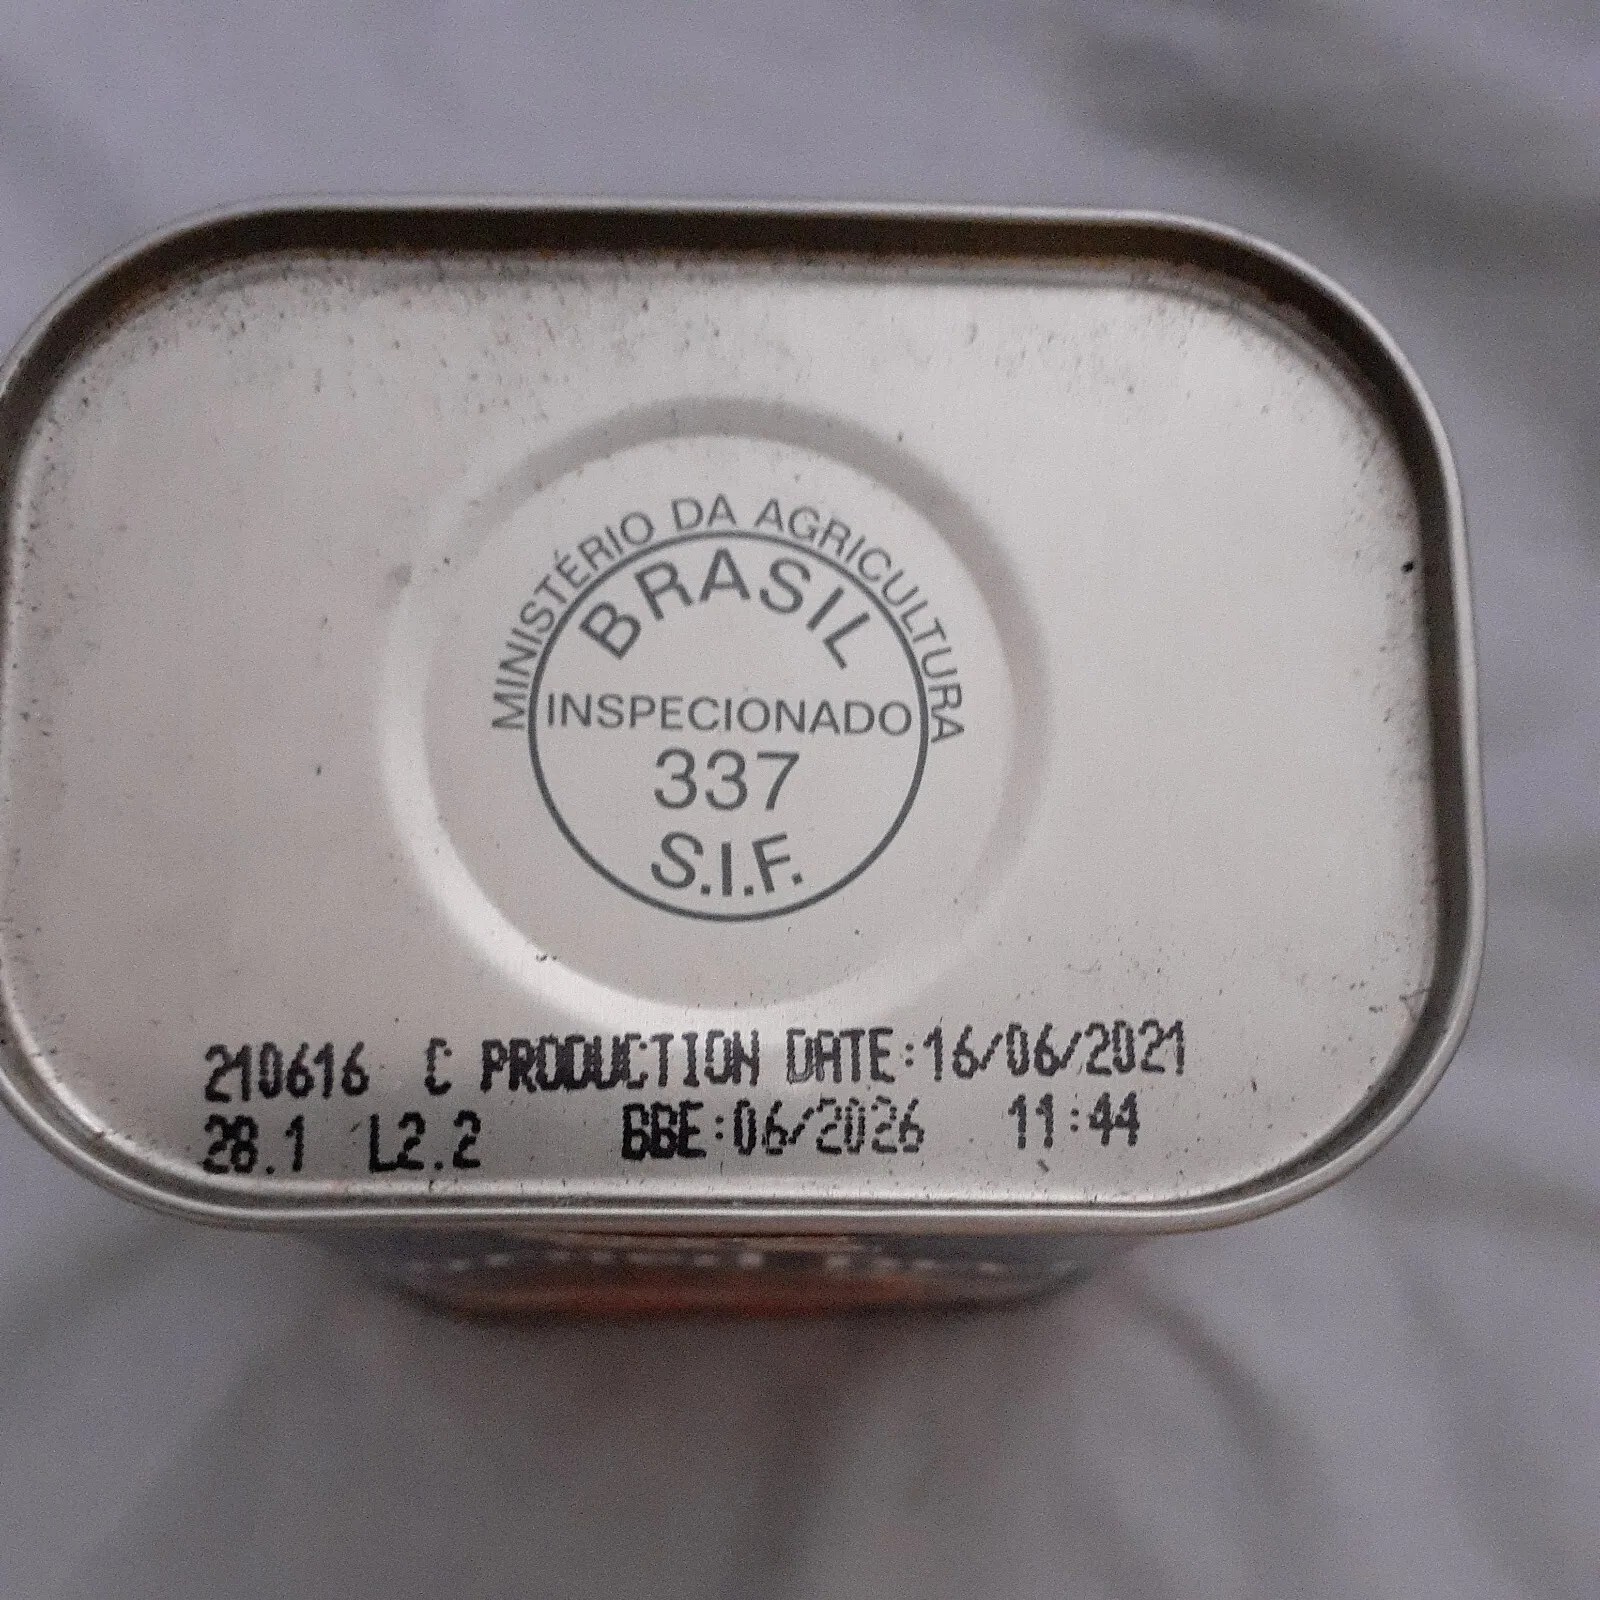 MINISTÉRIO DA AGRICULTURA
BRASIL
INSPECIONADO
337
S.I.F.
210616 C PRODUCTION DATE:16/06/2021
28.1 L2.2 BBE:06/2026 11:44